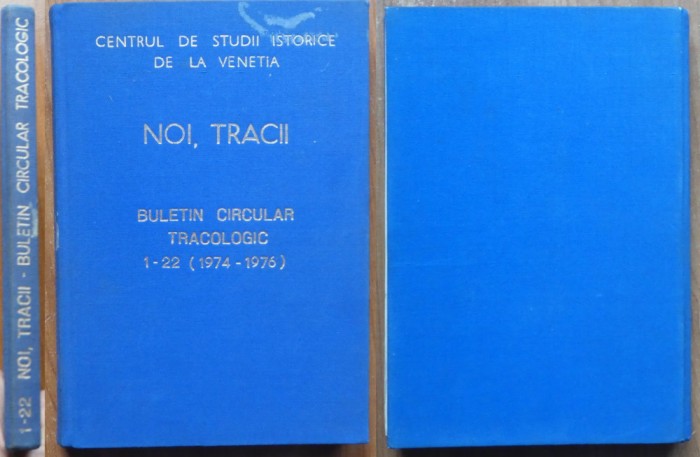 1-22 NOI, TRACII - BULETIN CIRCULAR TRACOLOGIC
CENTRUL DE STUDII ISTORICE
DE LA VENETIA
NOI, TRACII
BULETIN CIRCULAR
TRACOLOGIC
1-22 (1974-1976)